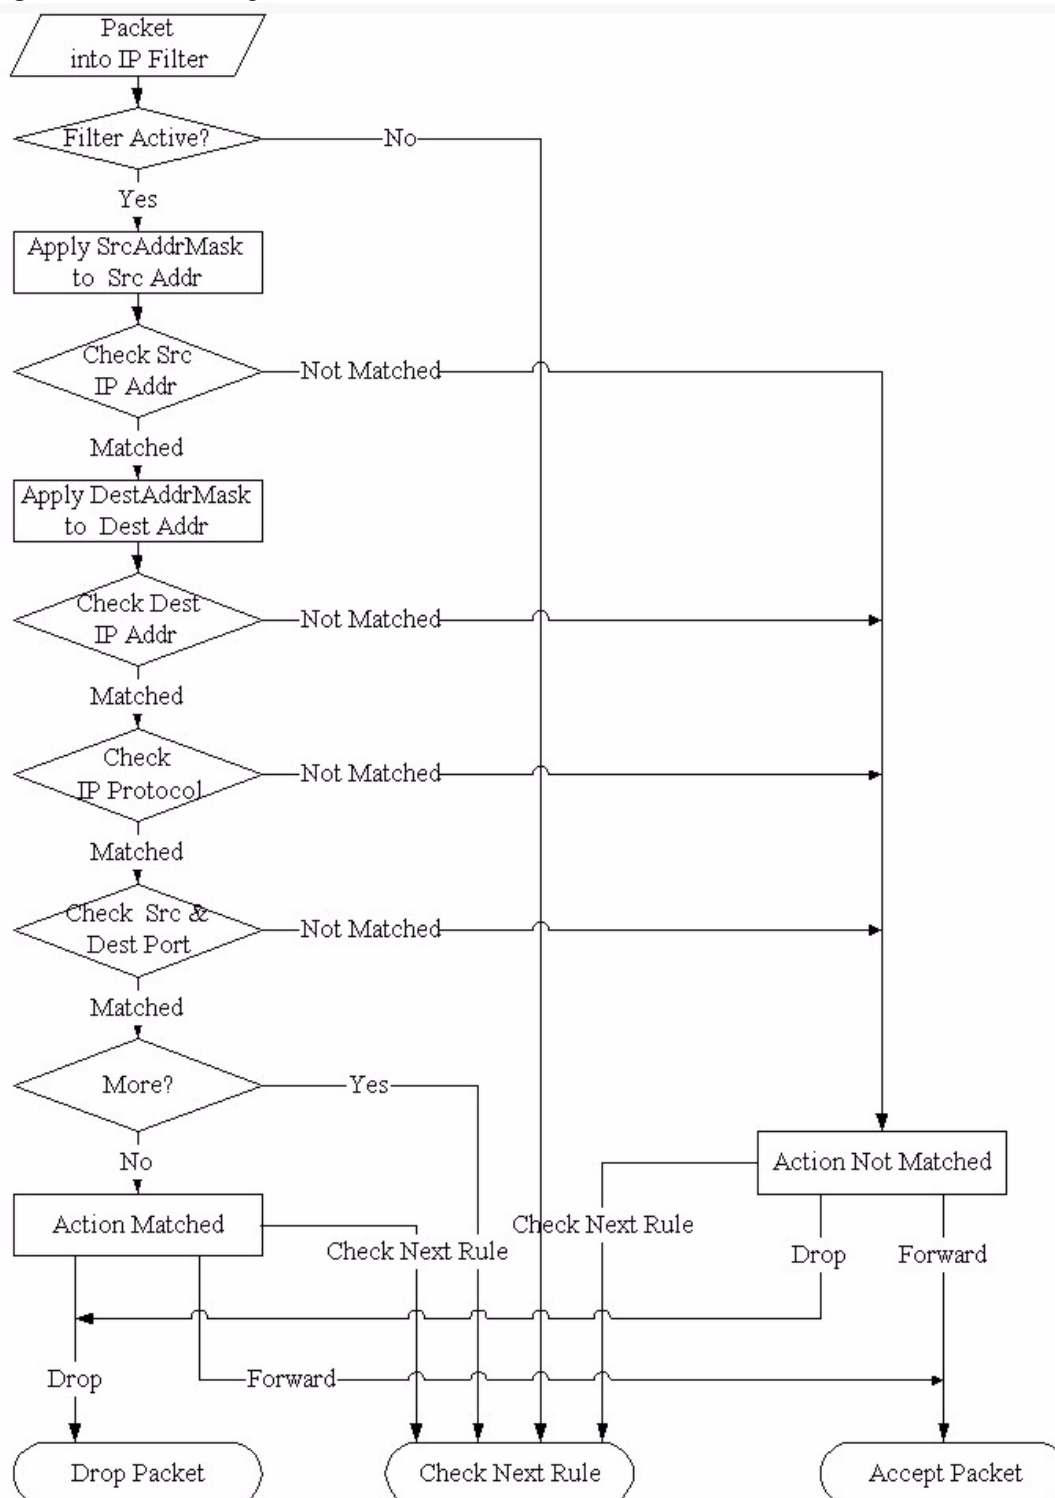 Packet
into IP Filter
Filter Active?
No
Yes
Apply SrcAddrMask
to Src Addr
Check Src
IP Addr
Not Matched
Matched
Apply DestAddrMask
to Dest Addr
Check Dest
IP Addr
Not Matched
Matched
Check
IP Protocol
Not Matched
Matched
Check Src &
Dest Port
Not Matched
Matched
More?
Yes
No
Action Not Matched
Action Matched
Check Next Rule
Check Next Rule
Drop
Forward
Drop
Forward
Drop Packet
Check Next Rule
Accept Packet